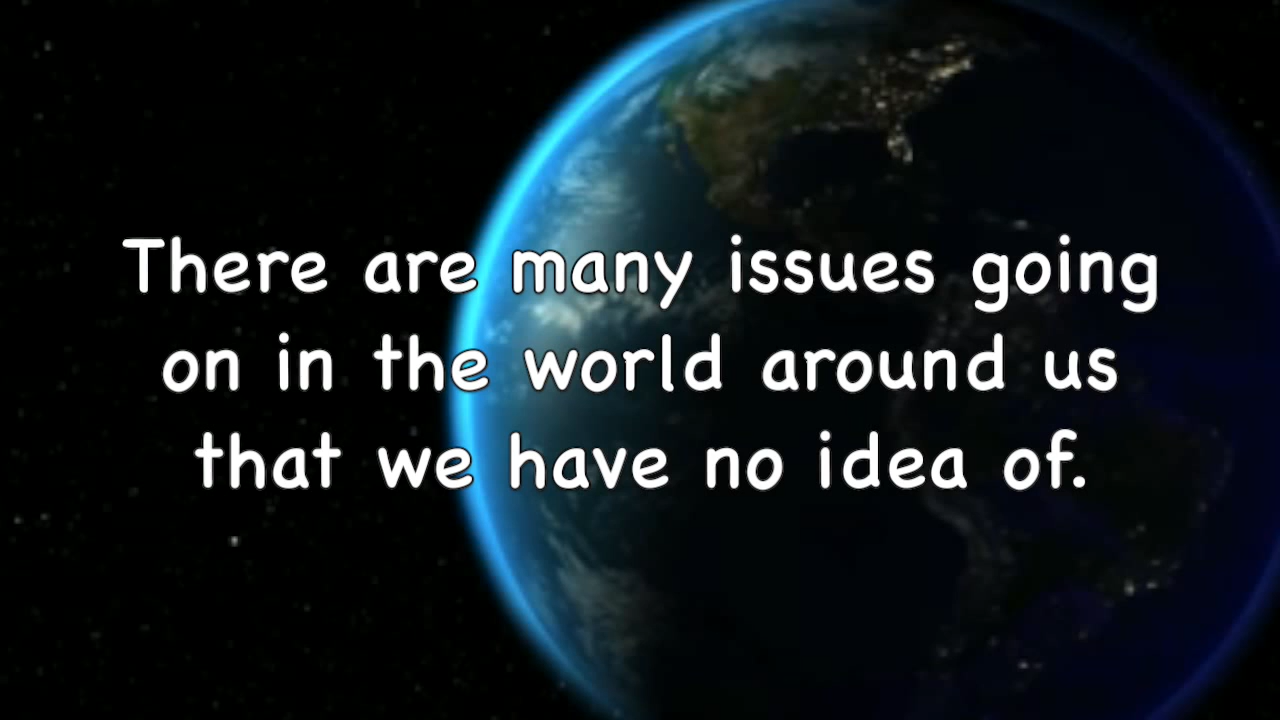 There are many issues going
on in the world around us
that we have no idea of.